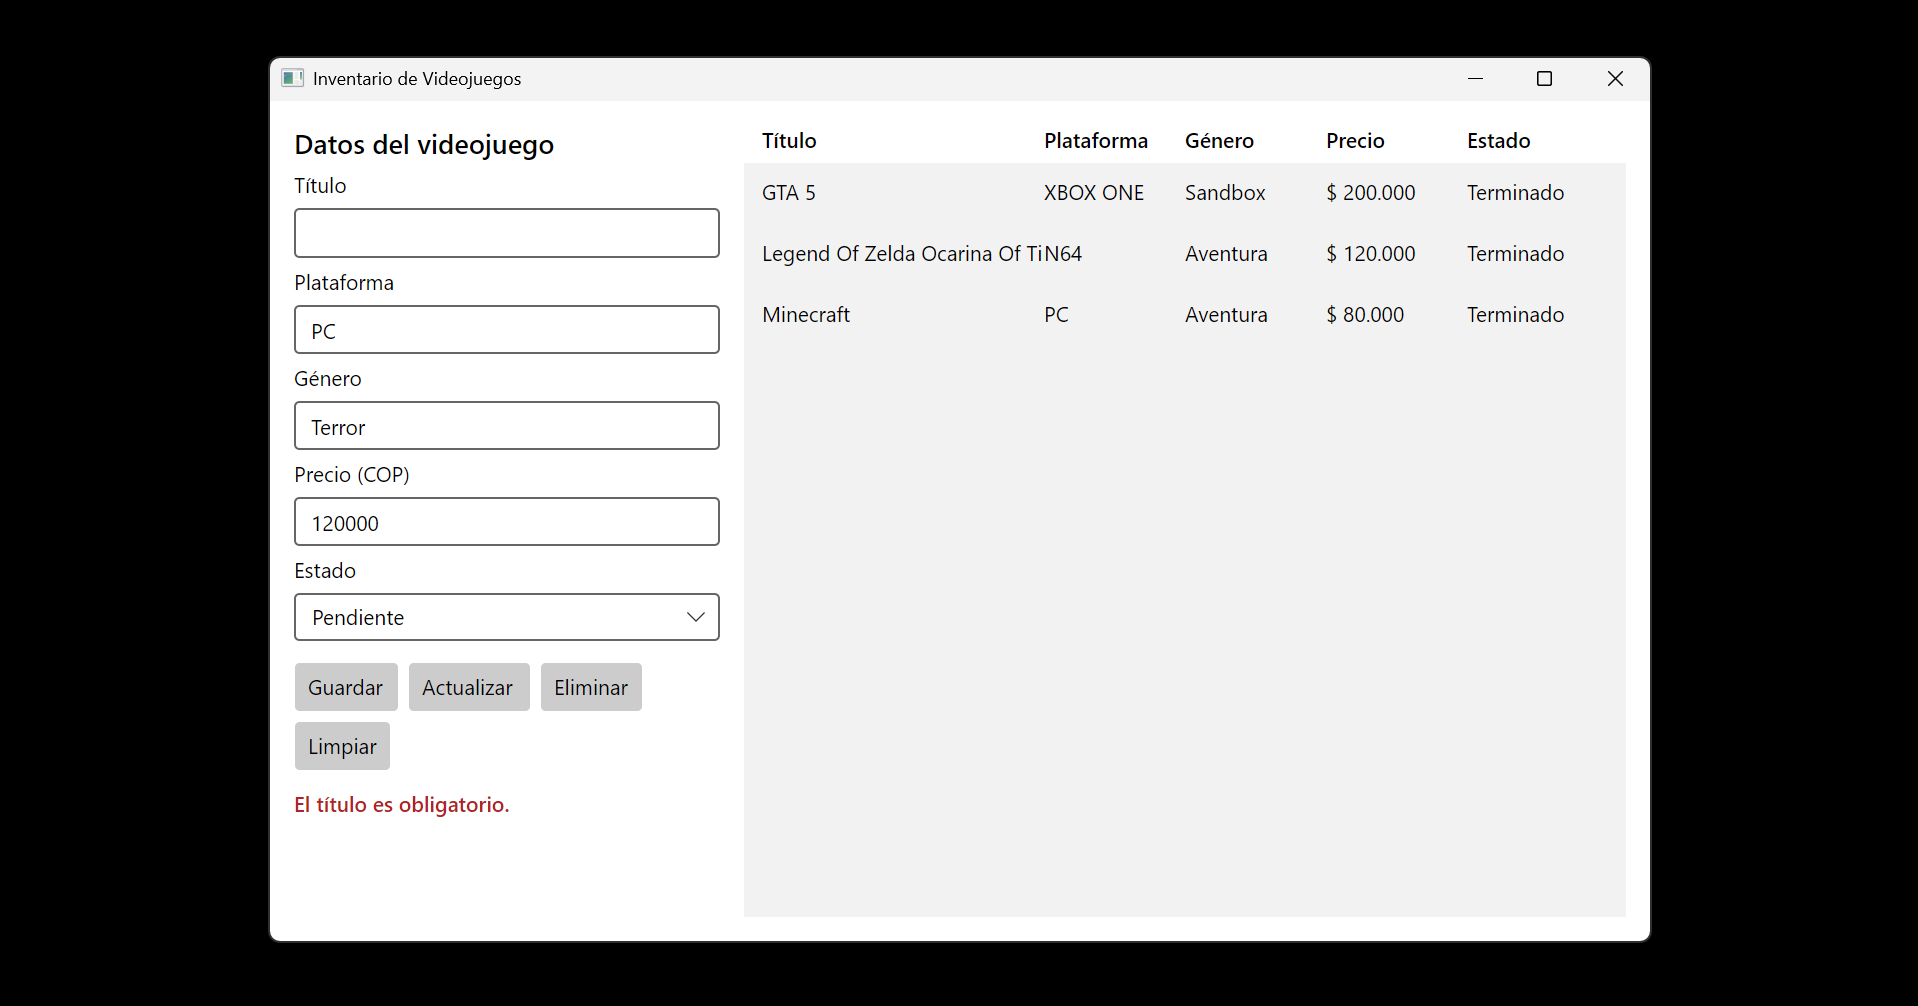 Inventario de Videojuegos
Datos del videojuego
Título
Plataforma
PC
Género
Terror
Precio (COP)
120000
Estado
Pendiente
Guardar Actualizar Eliminar
Limpiar
El título es obligatorio.
Título Plataforma Género Precio Estado
GTA 5 XBOX ONE Sandbox $ 200.000 Terminado
Legend Of Zelda Ocarina Of Ti N64 Aventura $ 120.000 Terminado
Minecraft PC Aventura $ 80.000 Terminado